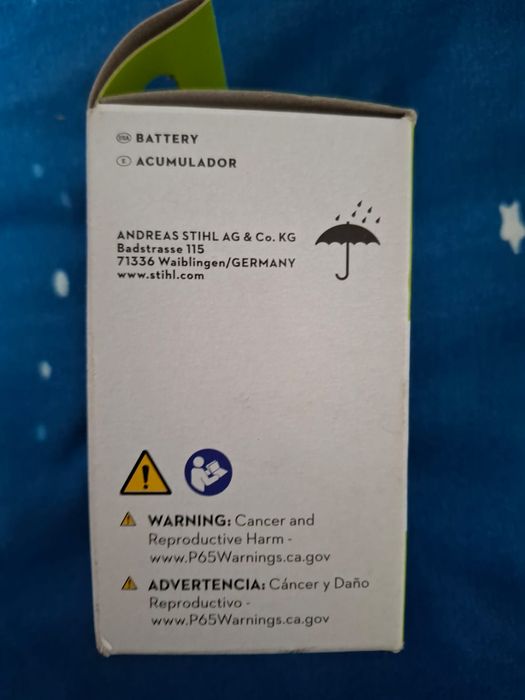 USA BATTERY
E ACUMULADOR
ANDREAS STIHL AG & Co. KG
Badstrasse 115
71336 Waiblingen/GERMANY
www.stihl.com
WARNING: Cancer and
Reproductive Harm -
www.P65Warnings.ca.gov
ADVERTENCIA: Cáncer y Daño
Reproductivo -
www.P65Warnings.ca.gov